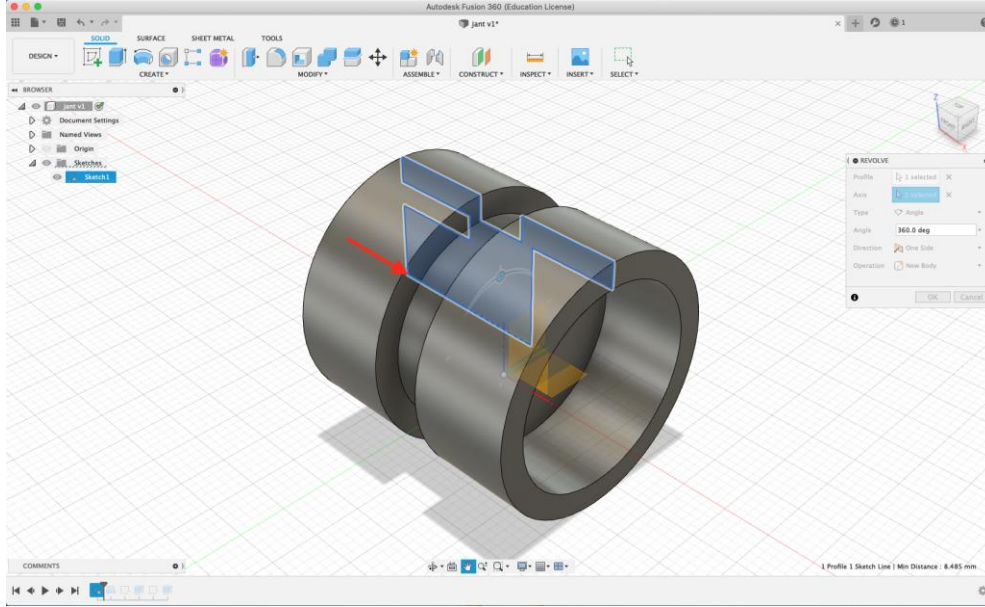 Autodesk Fusion 360 (Education License)
jant v1*
1
DESIGN
SOLID SURFACE SHEET METAL TOOLS
CREATE MODIFY ASSEMBLE CONSTRUCT INSPECT INSERT SELECT
BROWSER
jant v1
Document Settings
Named Views
Origin
Sketches
Sketch1
Z
FRONT RIGHT
X
REVOLVE
Profile 1 selected
Axis 1 selected
Type Angle
Angle 360.0 deg
Direction One Side
Operation New Body
OK Cancel
COMMENTS
1 Profile 1 Sketch Line | Min Distance : 8.485 mm